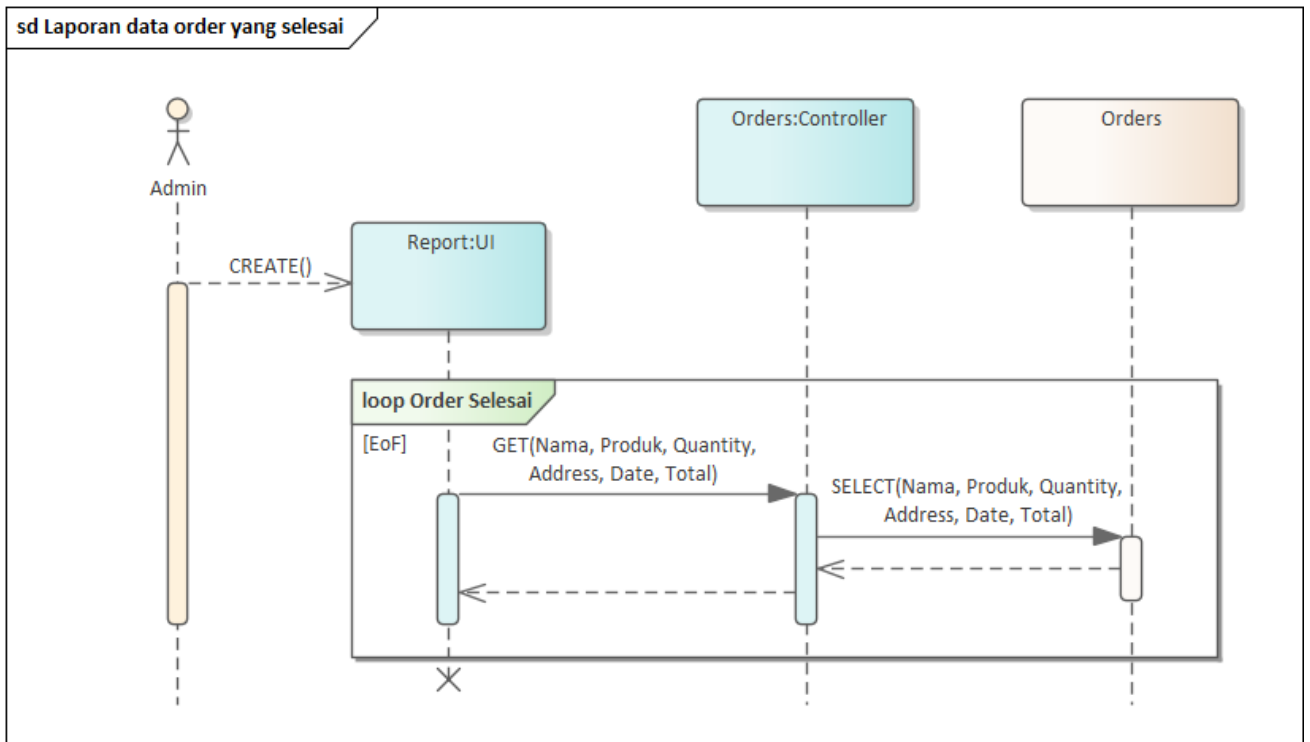 sd Laporan data order yang selesai
Admin
CREATE()
Report:UI
Orders:Controller
Orders
loop Order Selesai
[EoF]
GET(Nama, Produk, Quantity,
Address, Date, Total)
SELECT(Nama, Produk, Quantity,
Address, Date, Total)